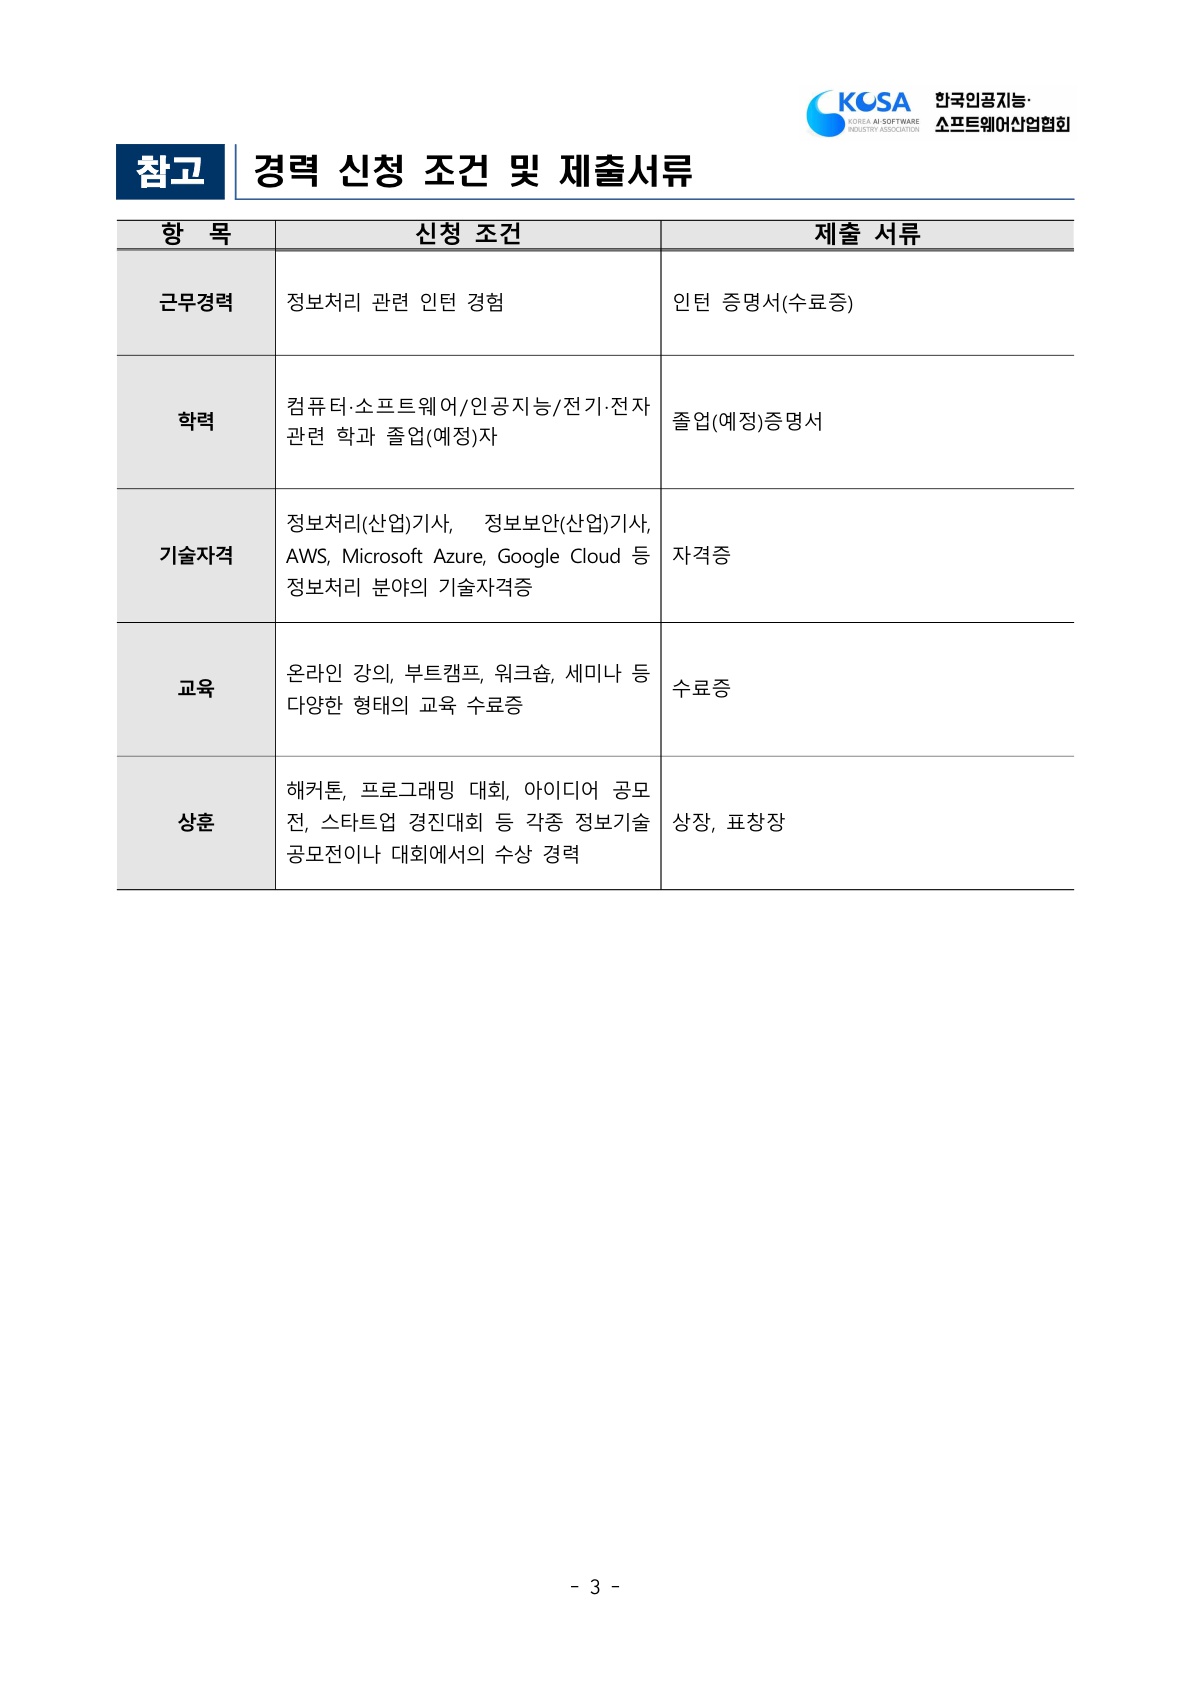 KOSA
KOREA AI·SOFTWARE
INDUSTRY ASSOCIATION
한국인공지능·
소프트웨어산업협회
참고 경력 신청 조건 및 제출서류
항 목 신청 조건 제출 서류
근무경력 정보처리 관련 인턴 경험 인턴 증명서(수료증)
학력
컴퓨터·소프트웨어/인공지능/전기·전자
관련 학과 졸업(예정)자
졸업(예정)증명서
기술자격
정보처리(산업)기사, 정보보안(산업)기사,
AWS, Microsoft Azure, Google Cloud 등
정보처리 분야의 기술자격증
자격증
교육
온라인 강의, 부트캠프, 워크숍, 세미나 등
다양한 형태의 교육 수료증
수료증
상훈
해커톤, 프로그래밍 대회, 아이디어 공모
전, 스타트업 경진대회 등 각종 정보기술
공모전이나 대회에서의 수상 경력
상장, 표창장
- 3 -